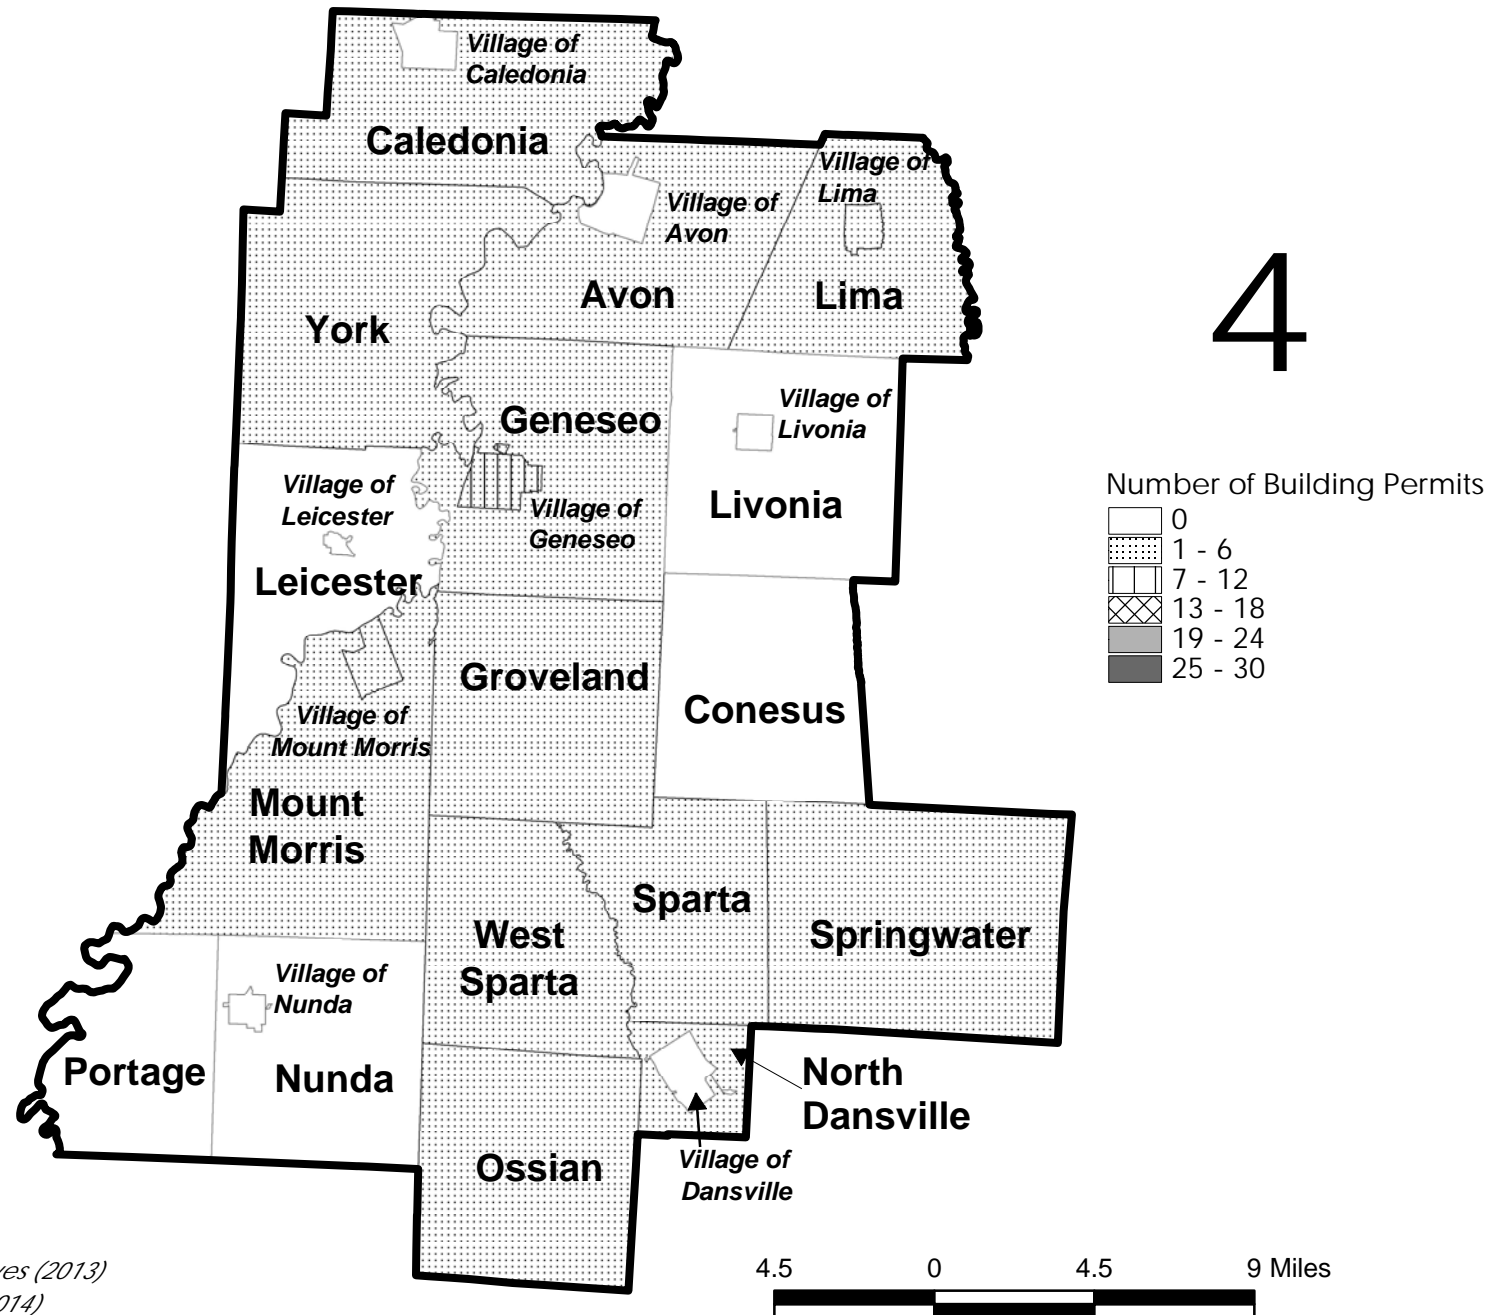 Village of
Caledonia
Caledonia
Village of
Lima
Village of
Avon
Avon
Lima
York
4
Village of
Livonia
Geneseo
Livonia
Village of
Leicester
Village of
Geneseo
Leicester
Number of Building Permits
0
1 - 6
7 - 12
13 - 18
19 - 24
25 - 30
Groveland
Conesus
Village of
Mount Morris
Mount
Morris
Sparta
West
Sparta
Springwater
Village of
Nunda
Portage
Nunda
North
Dansville
Ossian
Village of
Dansville
(2013)
4.5 0 4.5 9 Miles